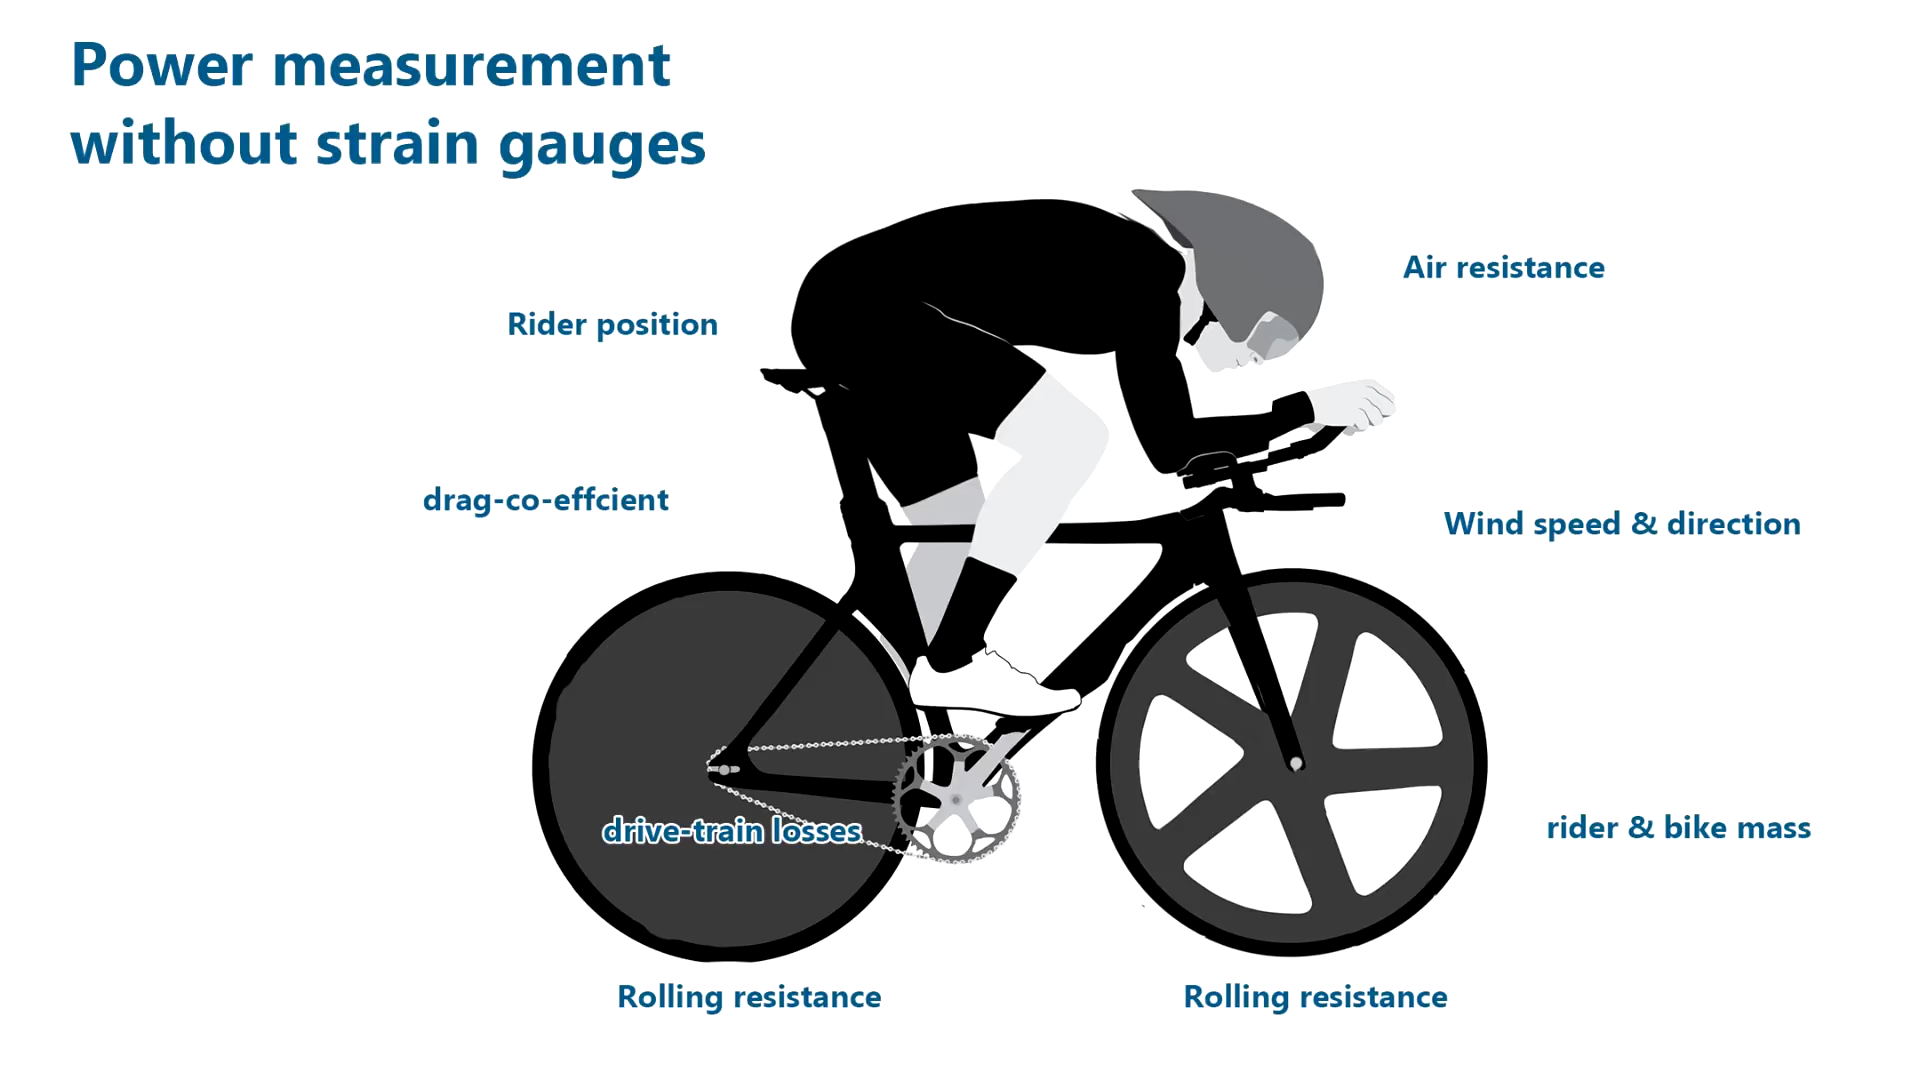 Power measurement
without strain gauges
Air resistance
Rider position
drag-co-effcient
Wind speed & direction
rider & bike mass
drive-train losses
Rolling resistance
Rolling resistance